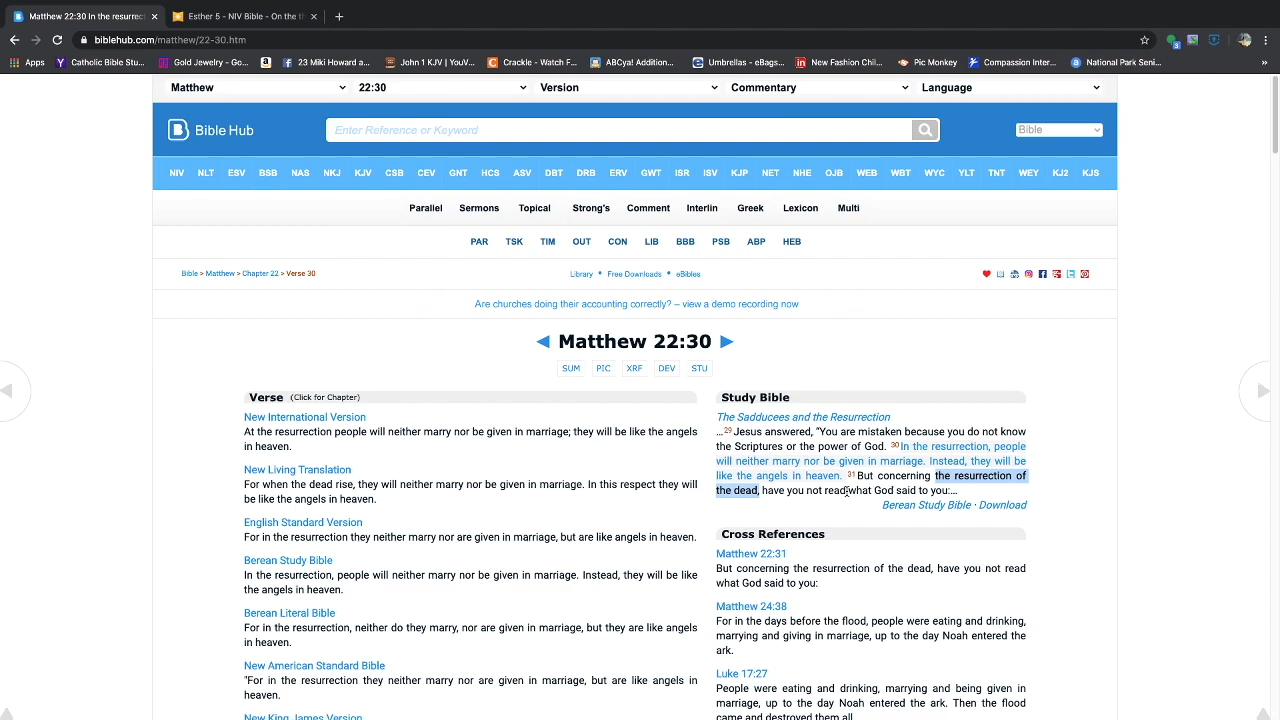 Matthew 22:30 In the resurrect
Esther 5 - NIV Bible - On the th
biblehub.com/matthew/22-30.htm
Apps Catholic Bible Stu... Gold Jewelry - Go... 23 Miki Howard a... John 1 KJV | YouV... Crackle - Watch F... ABCyal Addition... Umbrellas - eBags... New Fashion Chil... Pic Monkey Compassion Inter... National Park Seni...
Matthew 22:30 Version Commentary Language
Bible Hub Enter Reference or Keyword Bible
NIV NLT ESV BSB NAS NKJ KJV CSB CEV GNT HCS ASV DBT DRB ERV GWT ISR ISV KJP NET NHE OJB WEB WBT WYC YLT TNT WEY KJ2 KJS
Parallel Sermons Topical Strong's Comment Interlin Greek Lexicon Multi
PAR TSK TIM OUT CON LIB BBB PSB ABP HEB
Bible > Matthew > Chapter 22 > Verse 30 Library • Free Downloads • eBibles
Are churches doing their accounting correctly? – view a demo recording now
◄ Matthew 22:30 ►
SUM PIC XRF DEV STU
Verse (Click for Chapter)
New International Version
At the resurrection people will neither marry nor be given in marriage; they will be like the angels
in heaven.
New Living Translation
For when the dead rise, they will neither marry nor be given in marriage. In this respect they will
be like the angels in heaven.
English Standard Version
For in the resurrection they neither marry nor are given in marriage, but are like angels in heaven.
Berean Study Bible
In the resurrection, people will neither marry nor be given in marriage. Instead, they will be like
the angels in heaven.
Berean Literal Bible
For in the resurrection, neither do they marry, nor are given in marriage, but they are like angels
in heaven.
New American Standard Bible
"For in the resurrection they neither marry nor are given in marriage, but are like angels in
heaven.
New King James Version
Study Bible
The Sadducees and the Resurrection
…29Jesus answered, “You are mistaken because you do not know
the Scriptures or the power of God. 30In the resurrection, people
will neither marry nor be given in marriage. Instead, they will be
like the angels in heaven. 31But concerning the resurrection of
the dead, have you not read what God said to you:…
Berean Study Bible · Download
Cross References
Matthew 22:31
But concerning the resurrection of the dead, have you not read
what God said to you:
Matthew 24:38
For in the days before the flood, people were eating and drinking,
marrying and giving in marriage, up to the day Noah entered the
ark.
Luke 17:27
People were eating and drinking, marrying and being given in
marriage, up to the day Noah entered the ark. Then the flood
came and destroyed them all.